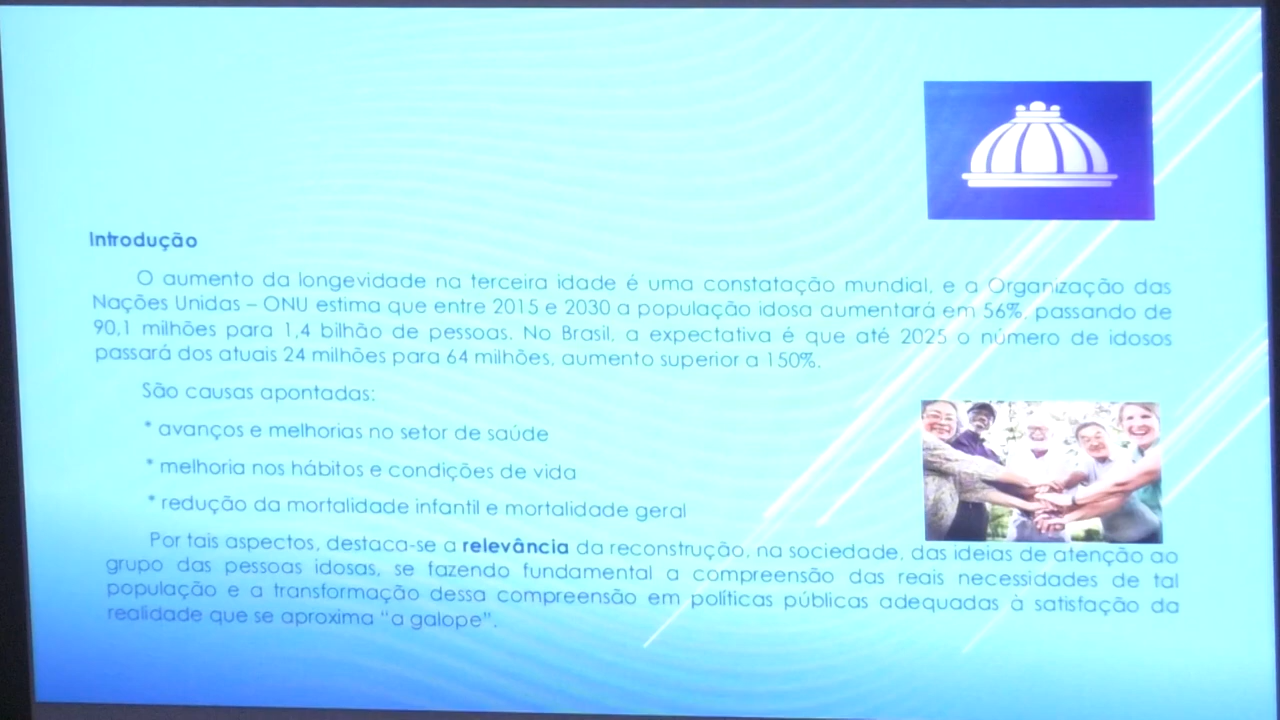 Introdução
O aumento da longevidade na terceira idade é uma constatação mundial, e a Organização das
Nações Unidas – ONU estima que entre 2015 e 2030 a população idosa aumentará em 56%, passando de
90,1 milhões para 1,4 bilhão de pessoas. No Brasil, a expectativa é que até 2025 o número de idosos
passará dos atuais 24 milhões para 64 milhões, aumento superior a 150%.
São causas apontadas:
* avanços e melhorias no setor de saúde
* melhoria nos hábitos e condições de vida
* redução da mortalidade infantil e mortalidade geral
Por tais aspectos, destaca-se a relevância da reconstrução, na sociedade, das ideias de atenção ao
grupo das pessoas idosas, se fazendo fundamental a compreensão das reais necessidades de tal
população e a transformação dessa compreensão em políticas públicas adequadas à satisfação da
realidade que se aproxima “a galope”.